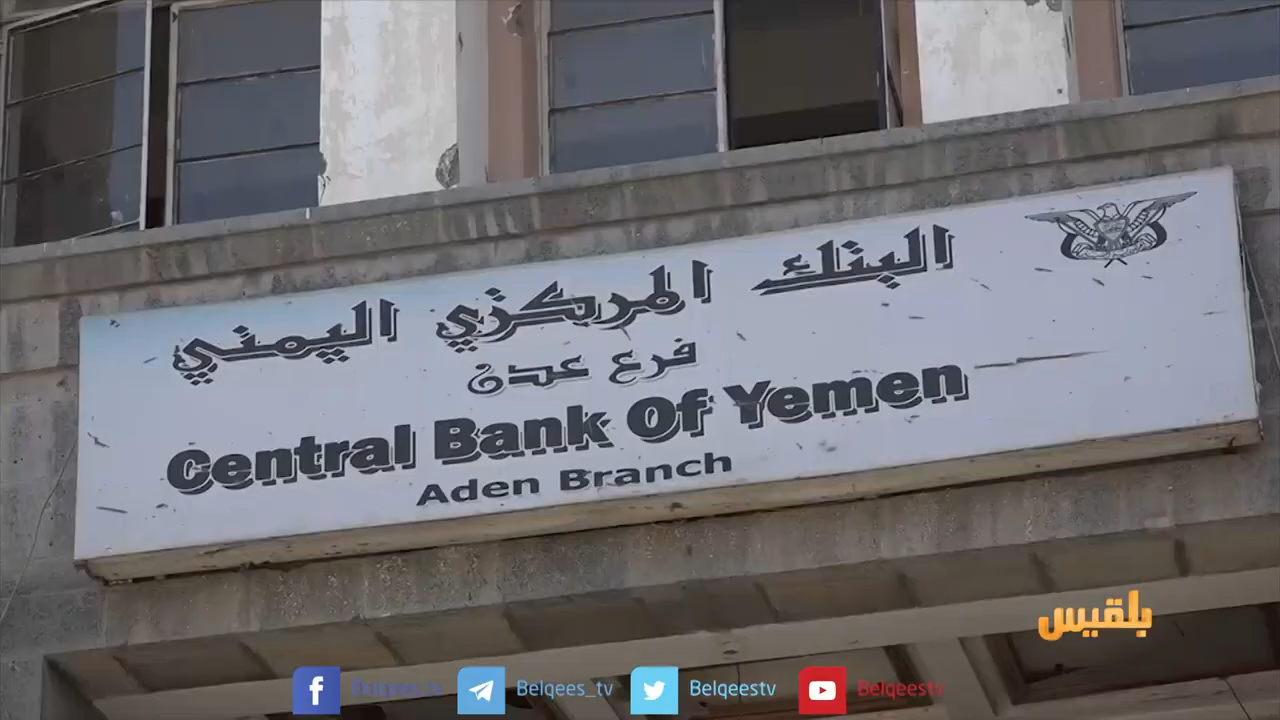 البنك المركزي اليمني
فرع عدن
Central Bank Of Yemen
Aden Branch
بلقيس
Belqees_tv
Belqees_tv
Belqeestv
Belqeestv